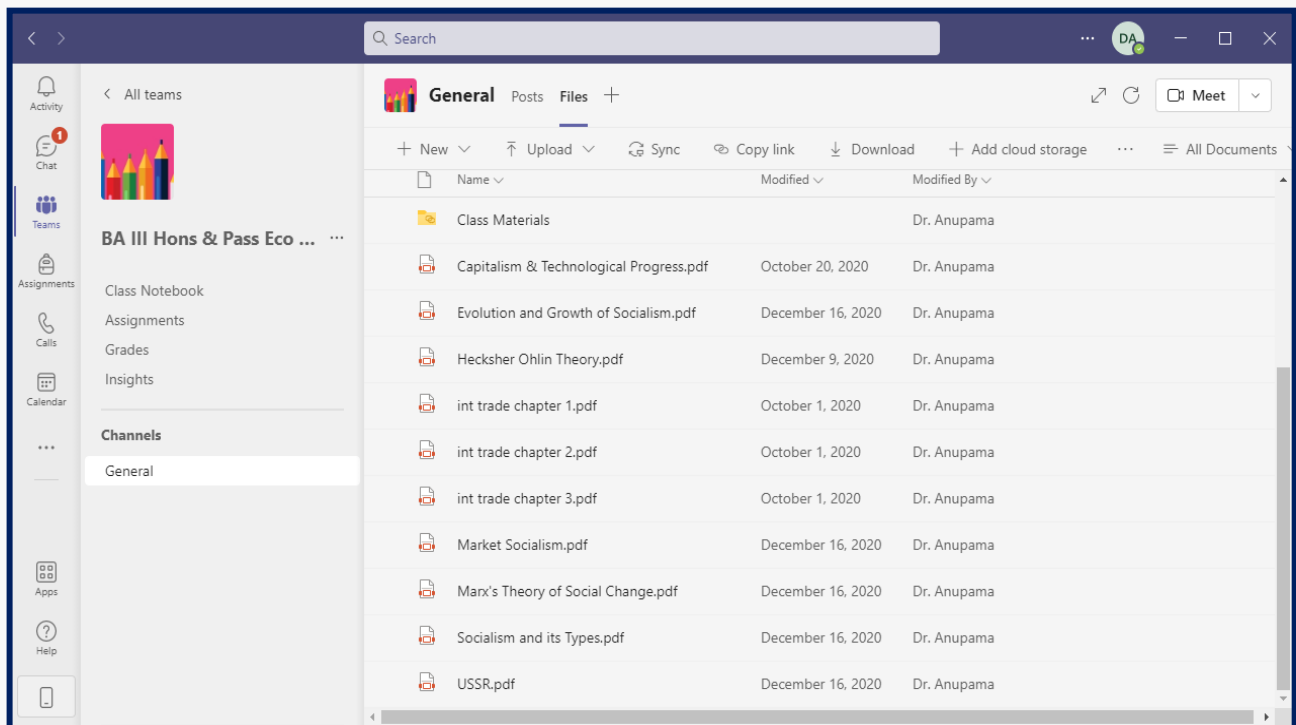 Search
DA
Activity
Chat
1
Teams
Assignments
Calls
Calendar
Apps
Help
All teams
BA III Hons & Pass Eco ... ...
Class Notebook
Assignments
Grades
Insights
Channels
General
General Posts Files
Meet
New Upload Sync Copy link Download Add cloud storage ... All Documents
Name Modified Modified By
Class Materials Dr. Anupama
Capitalism & Technological Progress.pdf October 20, 2020 Dr. Anupama
Evolution and Growth of Socialism.pdf December 16, 2020 Dr. Anupama
Hecksher Ohlin Theory.pdf December 9, 2020 Dr. Anupama
int trade chapter 1.pdf October 1, 2020 Dr. Anupama
int trade chapter 2.pdf October 1, 2020 Dr. Anupama
int trade chapter 3.pdf October 1, 2020 Dr. Anupama
Market Socialism.pdf December 16, 2020 Dr. Anupama
Marx's Theory of Social Change.pdf December 16, 2020 Dr. Anupama
Socialism and its Types.pdf December 16, 2020 Dr. Anupama
USSR.pdf December 16, 2020 Dr. Anupama